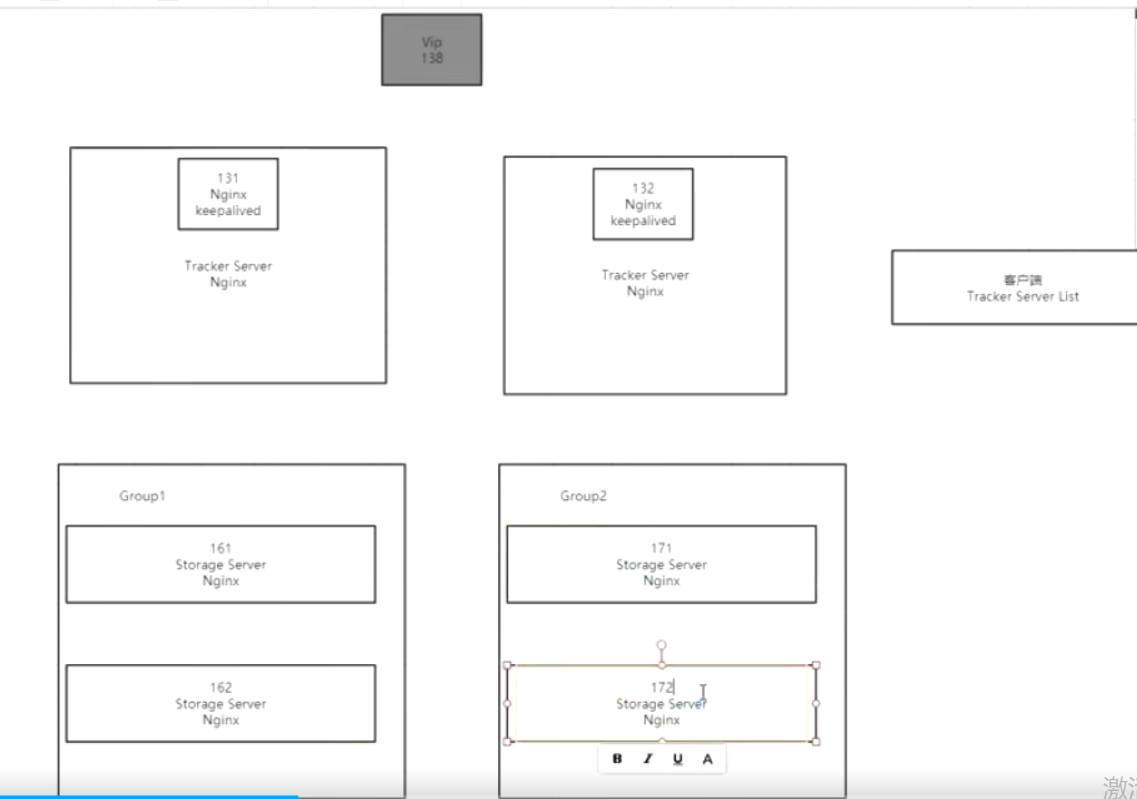 Vip
138
131
Nginx
keepalived
Tracker Server
Nginx
132
Nginx
keepalived
Tracker Server
Nginx
客户端
Tracker Server List
Group1
161
Storage Server
Nginx
162
Storage Server
Nginx
Group2
171
Storage Server
Nginx
172
Storage Server
Nginx
B I U A
激活